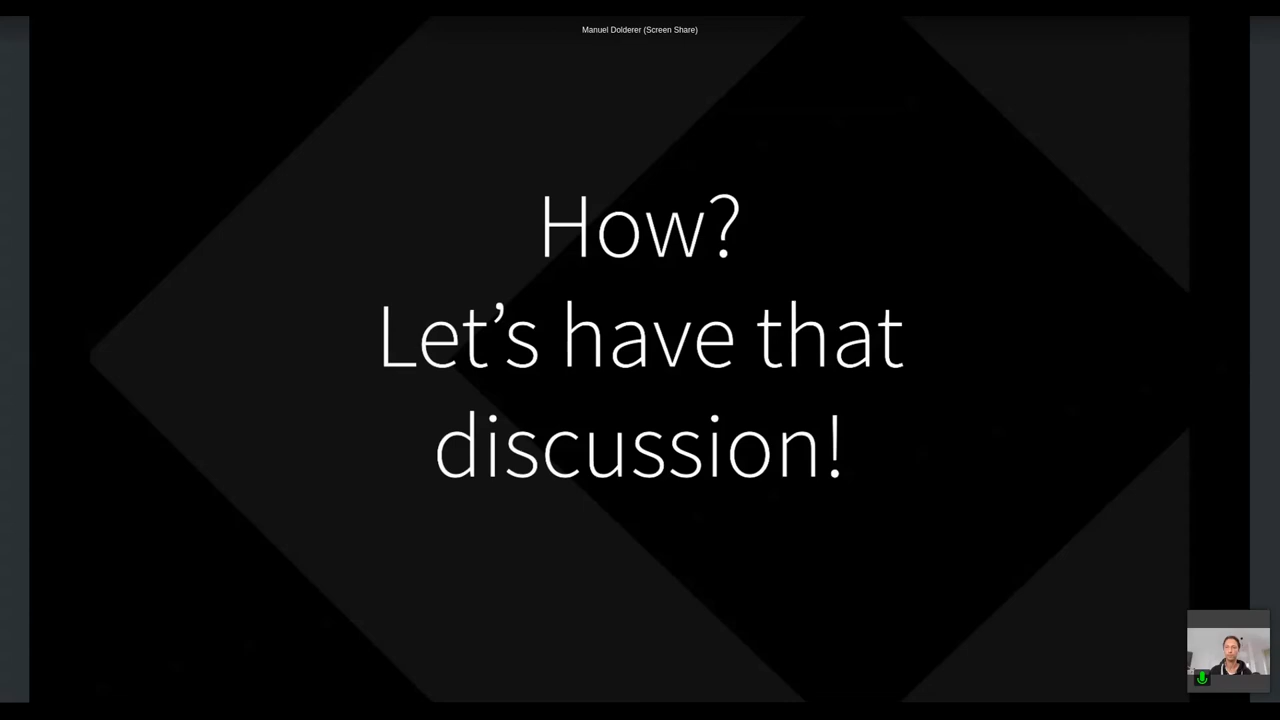 Manuel Dolderer (Screen Share)
How?
Let’s have that
discussion!